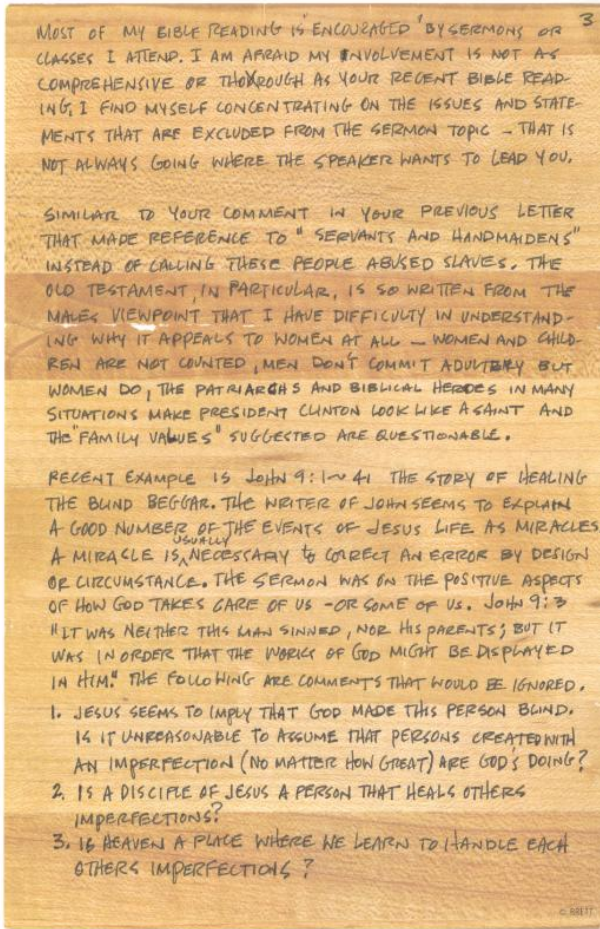 3
MOST OF MY BIBLE READING IS "ENCOURAGED" BY SERMONS OR
CLASSES I ATTEND. I AM AFRAID MY INVOLVEMENT IS NOT AS
COMPREHENSIVE OR THOROUGH AS YOUR RECENT BIBLE READ-
ING. I FIND MYSELF CONCENTRATING ON THE ISSUES AND STATE-
MENTS THAT ARE EXCLUDED FROM THE SERMON TOPIC – THAT IS
NOT ALWAYS GOING WHERE THE SPEAKER WANTS TO LEAD YOU.
SIMILAR TO YOUR COMMENT IN YOUR PREVIOUS LETTER
THAT MADE REFERENCE TO "SERVANTS AND HANDMAIDENS"
INSTEAD OF CALLING THESE PEOPLE ABUSED SLAVES. THE
OLD TESTAMENT, IN PARTICULAR, IS SO WRITTEN FROM THE
MALES VIEWPOINT THAT I HAVE DIFFICULTY IN UNDERSTAND-
ING WHY IT APPEALS TO WOMEN AT ALL – WOMEN AND CHILD-
REN ARE NOT COUNTED, MEN DON'T COMMIT ADULTERY BUT
WOMEN DO, THE PATRIARCHS AND BIBLICAL HEROES IN MANY
SITUATIONS MAKE PRESIDENT CLINTON LOOK LIKE A SAINT AND
THE "FAMILY VALUES" SUGGESTED ARE QUESTIONABLE.
RECENT EXAMPLE IS JOHN 9:1~41 THE STORY OF HEALING
THE BLIND BEGGAR. THE WRITER OF JOHN SEEMS TO EXPLAIN
A GOOD NUMBER OF THE EVENTS OF JESUS LIFE AS MIRACLES
A MIRACLE IS USUALLY NECESSARY TO CORRECT AN ERROR BY DESIGN
OR CIRCUMSTANCE. THE SERMON WAS ON THE POSITIVE ASPECTS
OF HOW GOD TAKES CARE OF US – OR SOME OF US. JOHN 9:3
"IT WAS NEITHER THIS MAN SINNED, NOR HIS PARENTS; BUT IT
WAS IN ORDER THAT THE WORKS OF GOD MIGHT BE DISPLAYED
IN HIM." THE FOLLOWING ARE COMMENTS THAT WOULD BE IGNORED.
1. JESUS SEEMS TO IMPLY THAT GOD MADE THIS PERSON BLIND.
IS IT UNREASONABLE TO ASSUME THAT PERSONS CREATED WITH
AN IMPERFECTION (NO MATTER HOW GREAT) ARE GOD'S DOING?
2. IS A DISCIPLE OF JESUS A PERSON THAT HEALS OTHERS
IMPERFECTIONS?
3. IS HEAVEN A PLACE WHERE WE LEARN TO HANDLE EACH
OTHERS IMPERFECTIONS?
© BRETT